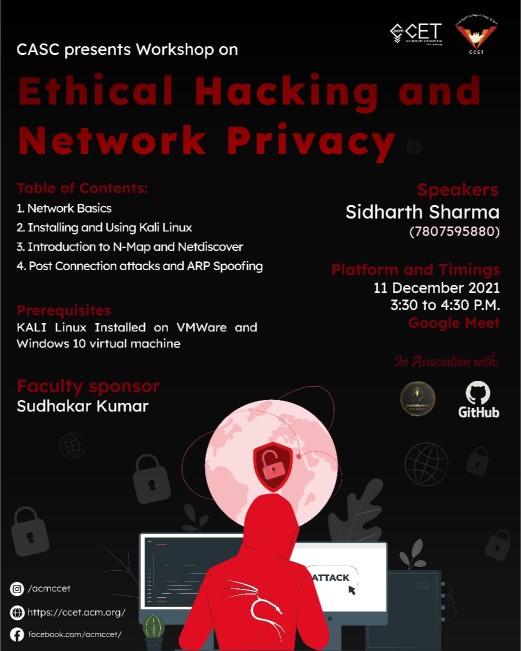 CCET
CCET
CASC presents Workshop on
Ethical Hacking and
Network Privacy
Table of Contents:
1. Network Basics
2. Installing and Using Kali Linux
3. Introduction to N-Map and Netdiscover
4. Post Connection attacks and ARP Spoofing
Prerequisites
KALI Linux Installed on VMWare and
Windows 10 virtual machine
Faculty sponsor
Sudhakar Kumar
Speakers
Sidharth Sharma
(7807595880)
Platform and Timings
11 December 2021
3:30 to 4:30 P.M.
Google Meet
In Association with:
GitHub
ATTACK
/acmccet
https://ccet.acm.org/
facebook.com/acmccet/